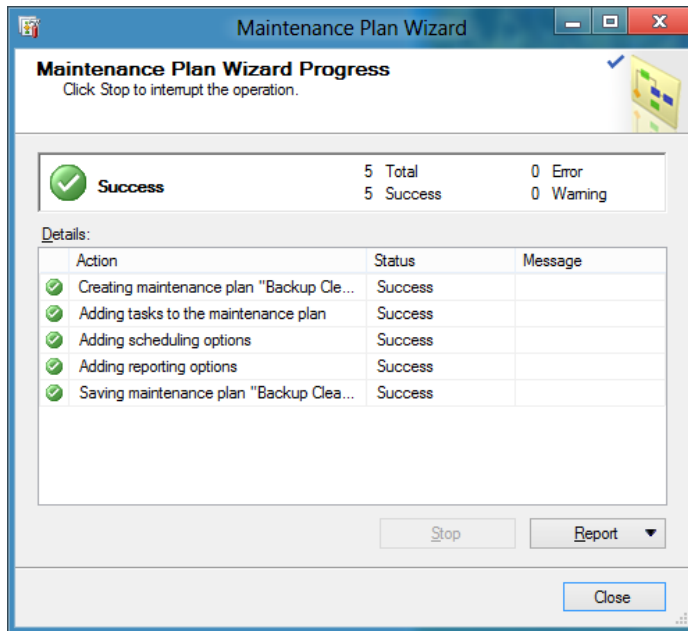 Maintenance Plan Wizard
Maintenance Plan Wizard Progress
Click Stop to interrupt the operation.
Success 5 Total 0 Error
5 Success 0 Warning
Details:
Action Status Message
Creating maintenance plan "Backup Cle... Success
Adding tasks to the maintenance plan Success
Adding scheduling options Success
Adding reporting options Success
Saving maintenance plan "Backup Clea... Success
Stop Report
Close